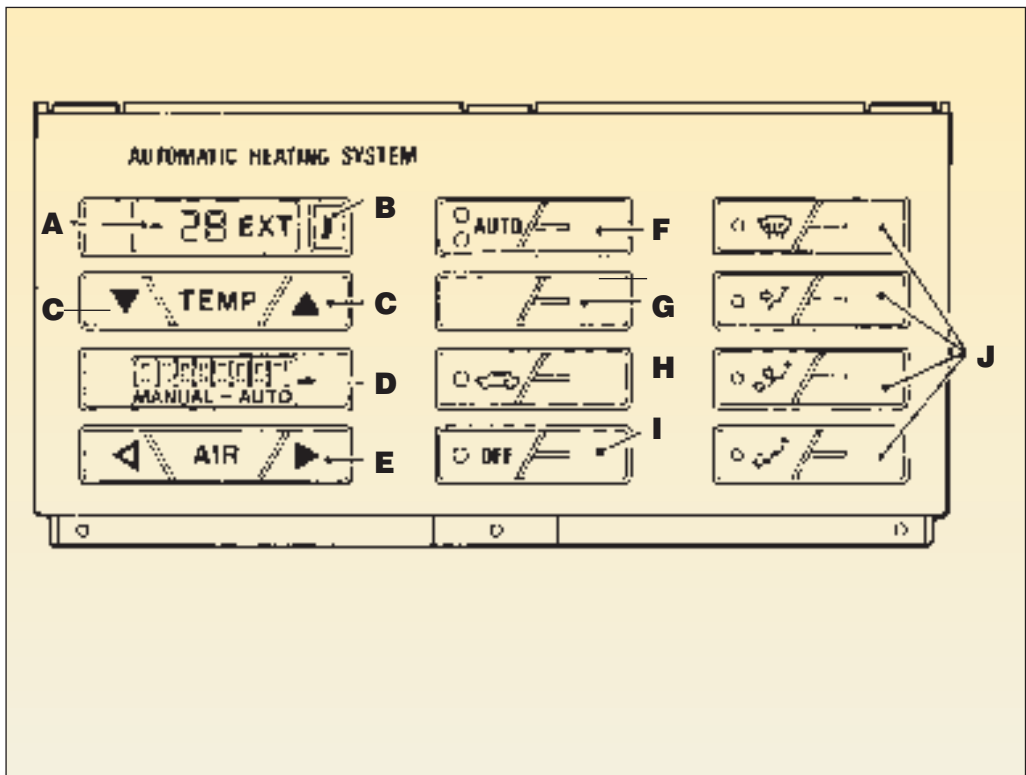 AUTOMATIC HEATING SYSTEM
A
28 EXT
B
AUTO
F
C
TEMP
C
G
J
MANUAL - AUTO
D
H
AIR
E
OFF
I